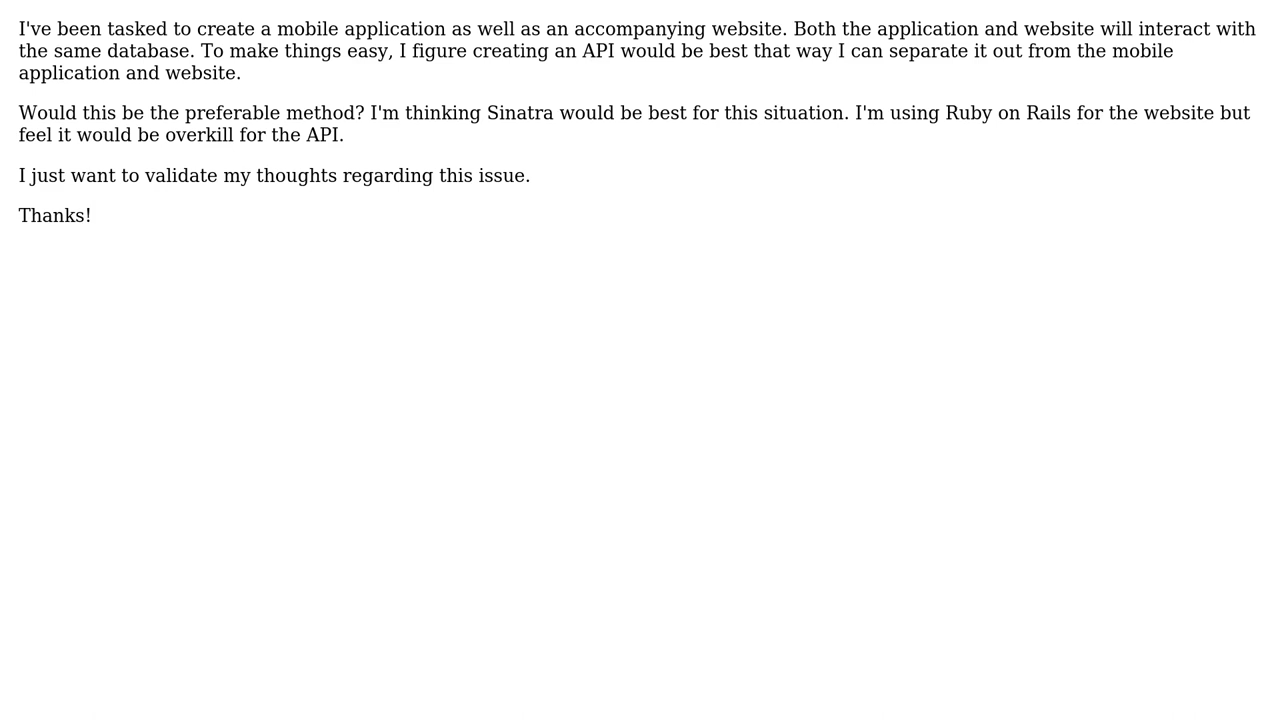 I've been tasked to create a mobile application as well as an accompanying website. Both the application and website will interact with
the same database. To make things easy, I figure creating an API would be best that way I can separate it out from the mobile
application and website.
Would this be the preferable method? I'm thinking Sinatra would be best for this situation. I'm using Ruby on Rails for the website but
feel it would be overkill for the API.
I just want to validate my thoughts regarding this issue.
Thanks!